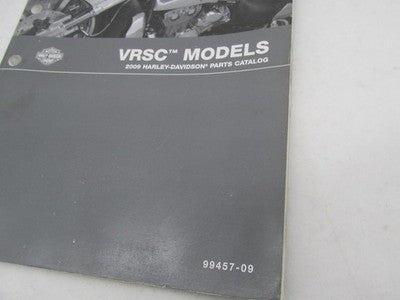 VRSC™ MODELS
2009 HARLEY-DAVIDSON® PARTS CATALOG
99457-09